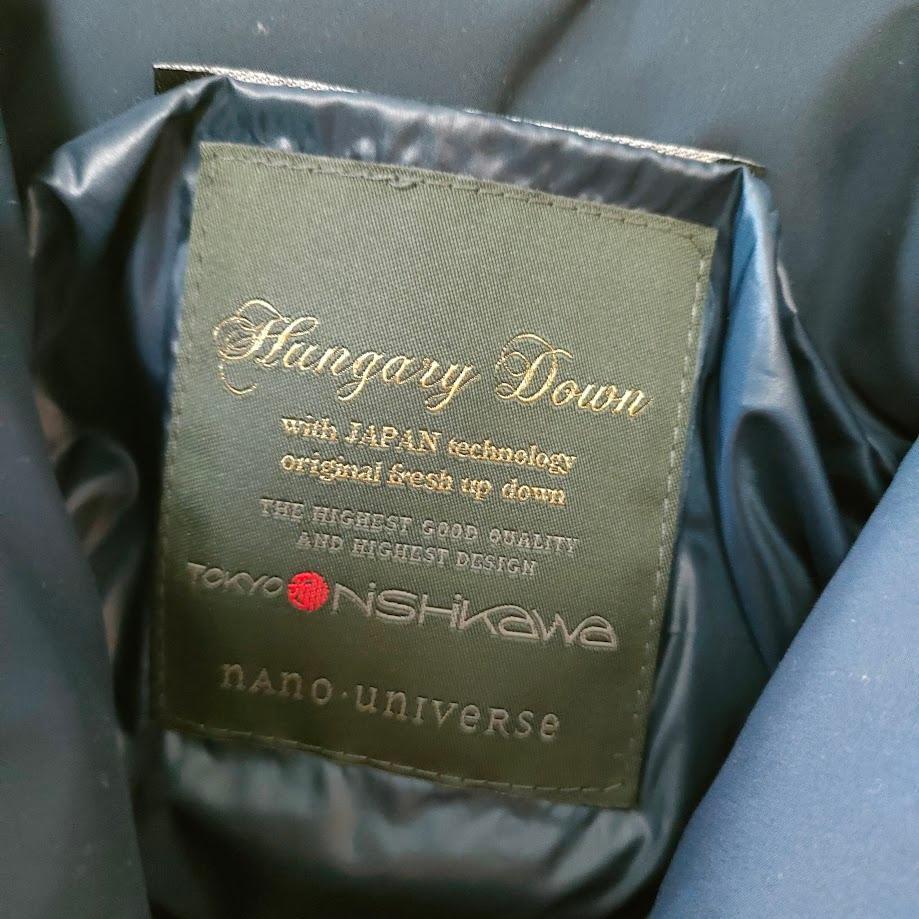 Hungary Down
with JAPAN technology
original fresh up down
THE HIGHEST GOOD QUALITY
AND HIGHEST DESIGN
TOKYO NiSHiKawa
nano·universe